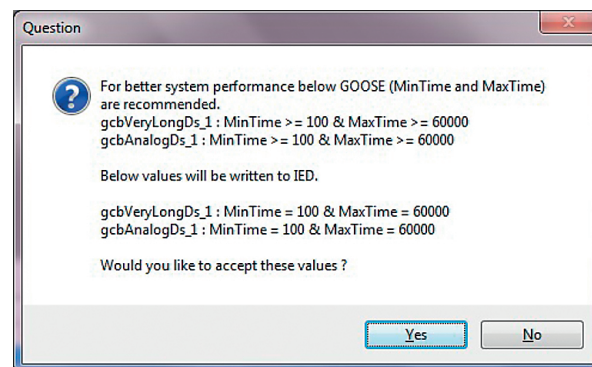 Question
For better system performance below GOOSE (MinTime and MaxTime)
are recommended.
gcbVeryLongDs_1 : MinTime >= 100 & MaxTime >= 60000
gcbAnalogDs_1 : MinTime >= 100 & MaxTime >= 60000
Below values will be written to IED.
gcbVeryLongDs_1 : MinTime = 100 & MaxTime = 60000
gcbAnalogDs_1 : MinTime = 100 & MaxTime = 60000
Would you like to accept these values ?
Yes
No